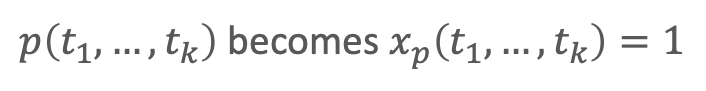 p(t₁, …, tₖ) becomes xₚ(t₁, …, tₖ) = 1